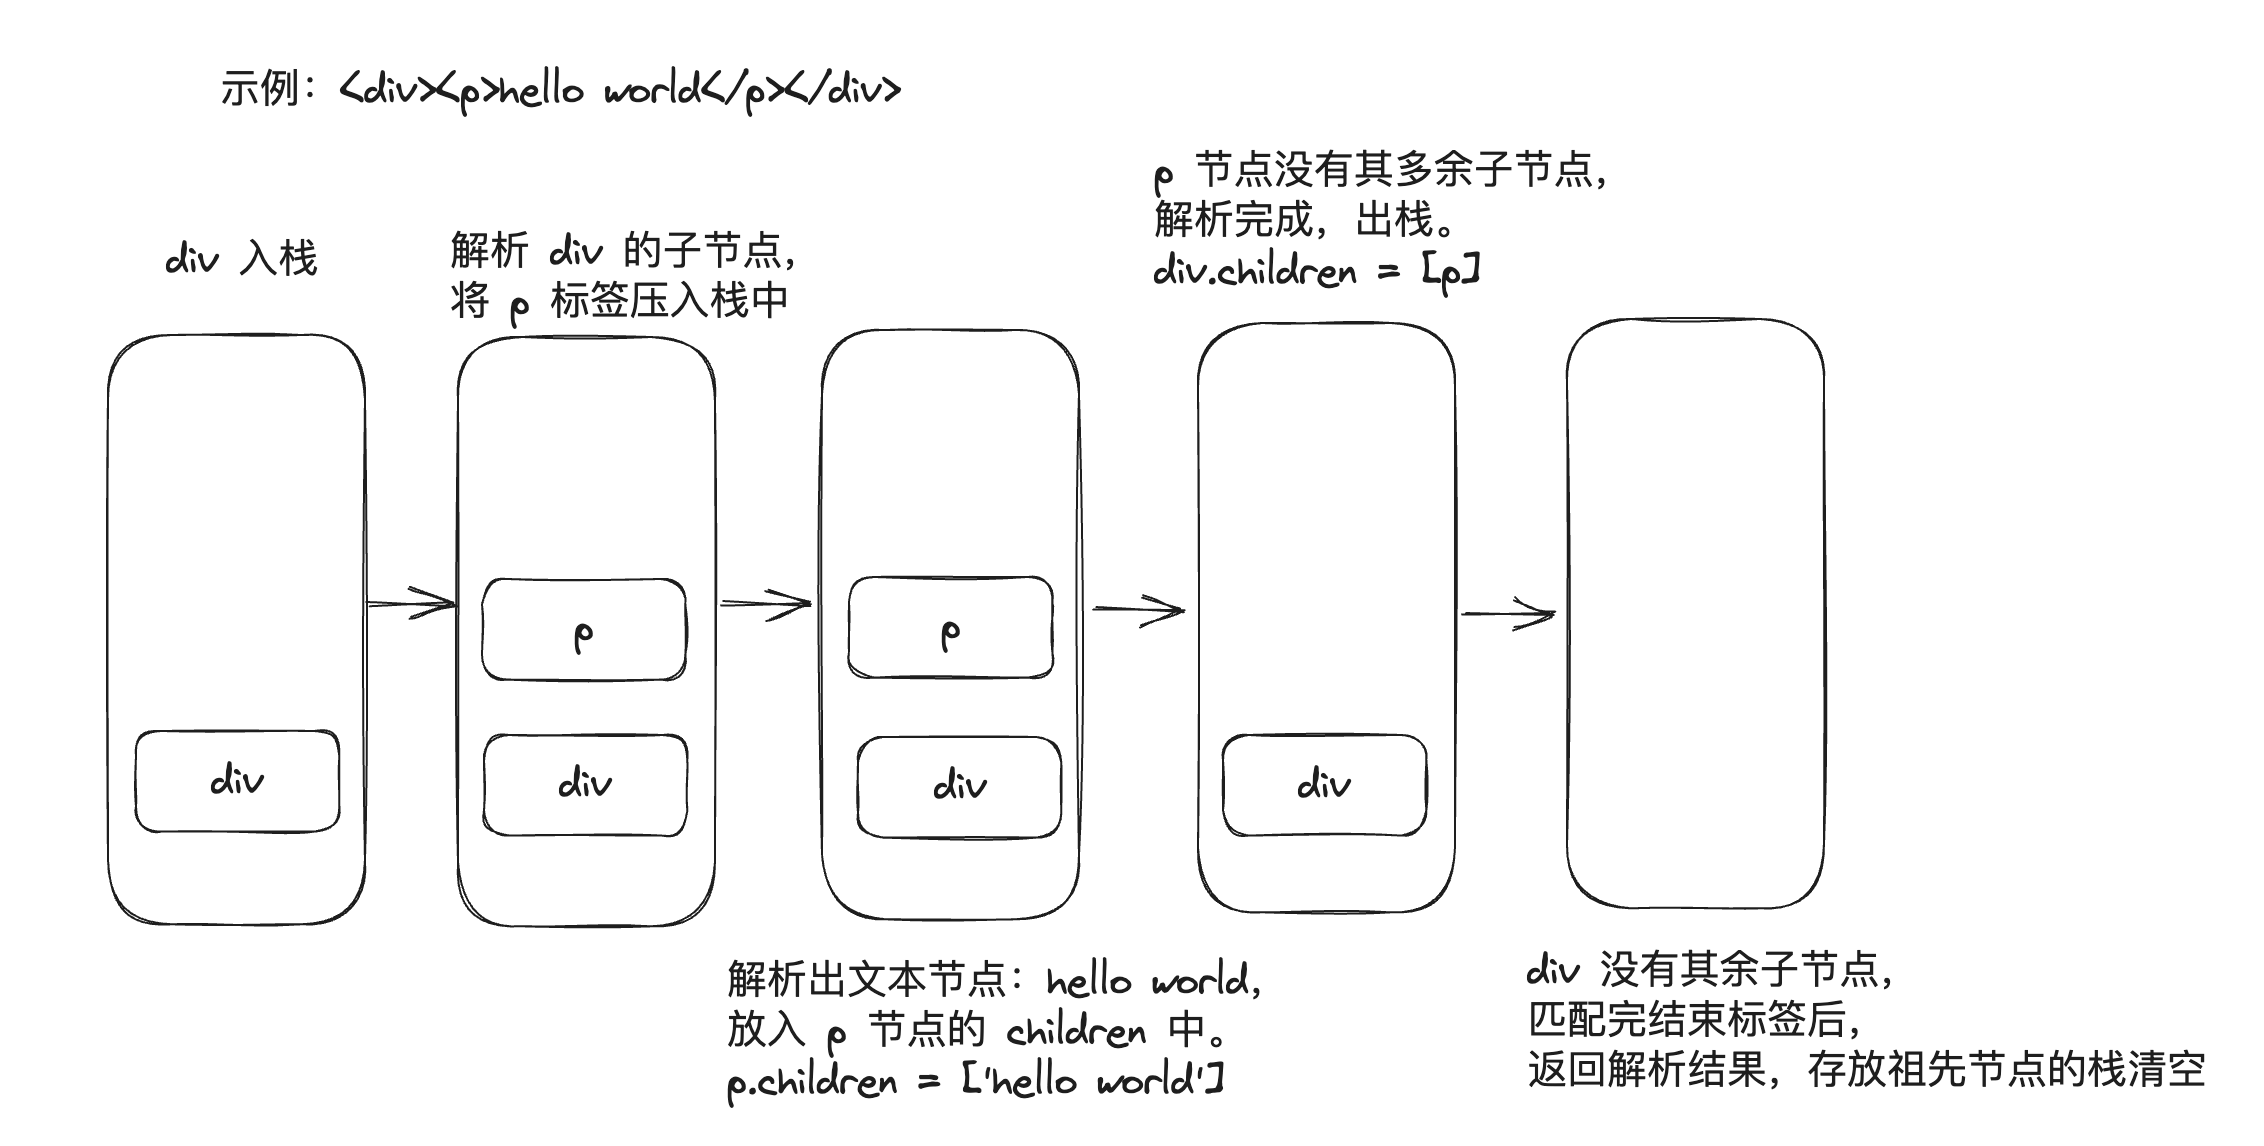 示例：<div><p>hello world</p></div>
div 入栈
解析 div 的子节点，
将 p 标签压入栈中
p 节点没有其多余子节点，
解析完成，出栈。
div.children = [p]
div
p
div
p
div
div
解析出文本节点：hello world,
放入 p 节点的 children 中。
p.children = ['hello world']
div 没有其余子节点，
匹配完结束标签后，
返回解析结果，存放祖先节点的栈清空